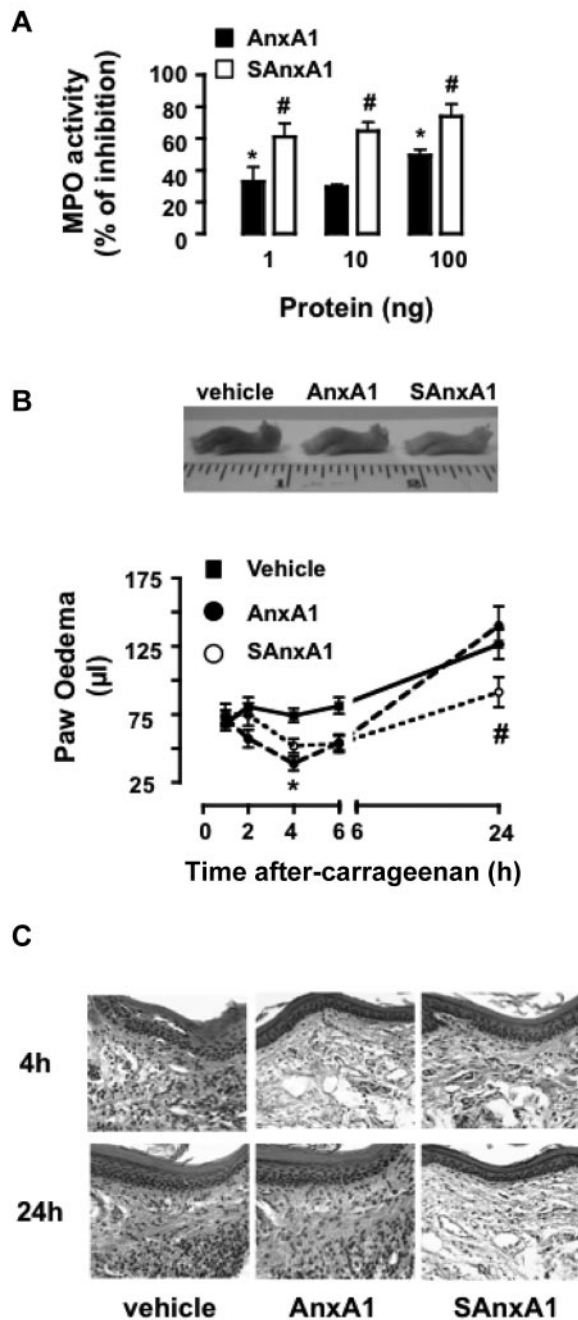 A
AnxA1
SAnxA1
MPO activity
(% of inhibition)
100
80
60
40
20
0
*
#
#
*
#
1 10 100
Protein (ng)
B
vehicle AnxA1 SAnxA1
Vehicle
AnxA1
SAnxA1
Paw Oedema
(µl)
175
125
75
25
*
#
0 2 4 6 6 24
Time after-carrageenan (h)
C
4h
24h
vehicle AnxA1 SAnxA1